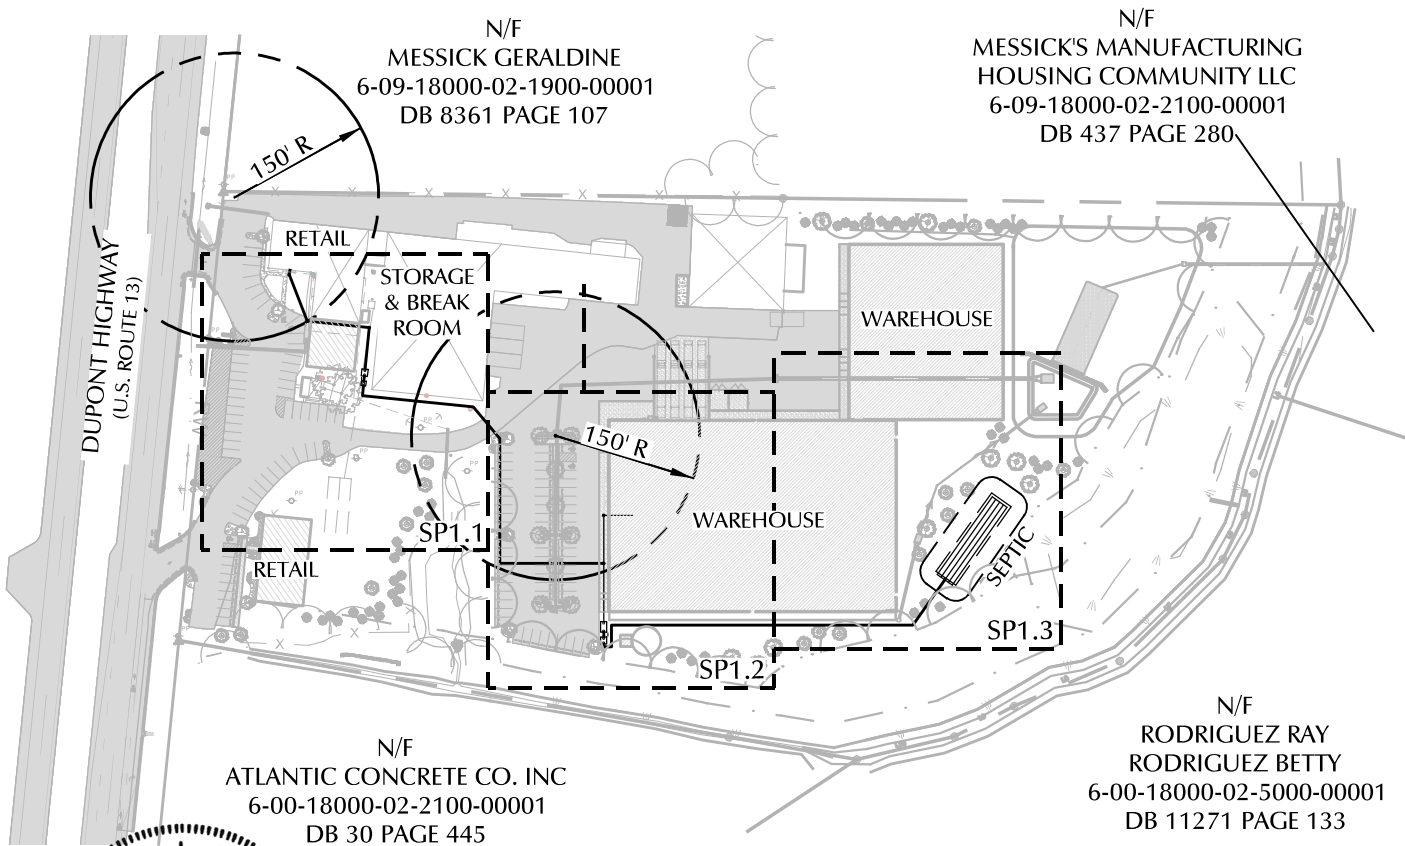 N/F
MESSICK GERALDINE
6-09-18000-02-1900-00001
DB 8361 PAGE 107
N/F
MESSICK'S MANUFACTURING
HOUSING COMMUNITY LLC
6-09-18000-02-2100-00001
DB 437 PAGE 280
150' R
RETAIL
STORAGE
& BREAK
ROOM
DUPONT HIGHWAY
(U.S. ROUTE 13)
WAREHOUSE
150' R
WAREHOUSE
SP1.1
SEPTIC
RETAIL
SP1.3
SP1.2
N/F
ATLANTIC CONCRETE CO. INC
6-00-18000-02-2100-00001
DB 30 PAGE 445
N/F
RODRIGUEZ RAY
RODRIGUEZ BETTY
6-00-18000-02-5000-00001
DB 11271 PAGE 133